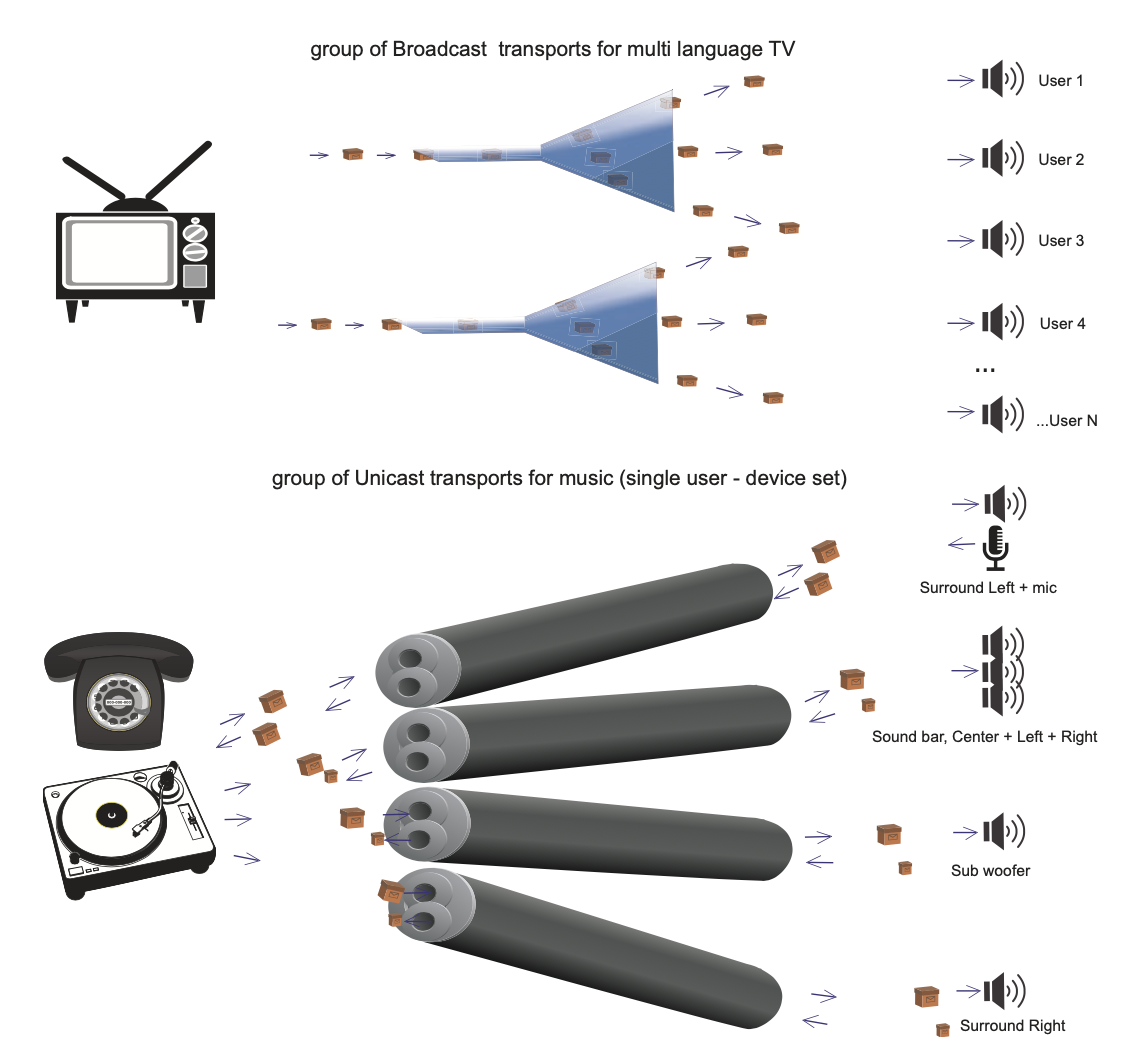 group of Broadcast  transports for multi language TV
User 1
User 2
User 3
User 4
...
...User N
group of Unicast transports for music (single user - device set)
Surround Left + mic
Sound bar, Center + Left + Right
Sub woofer
Surround Right